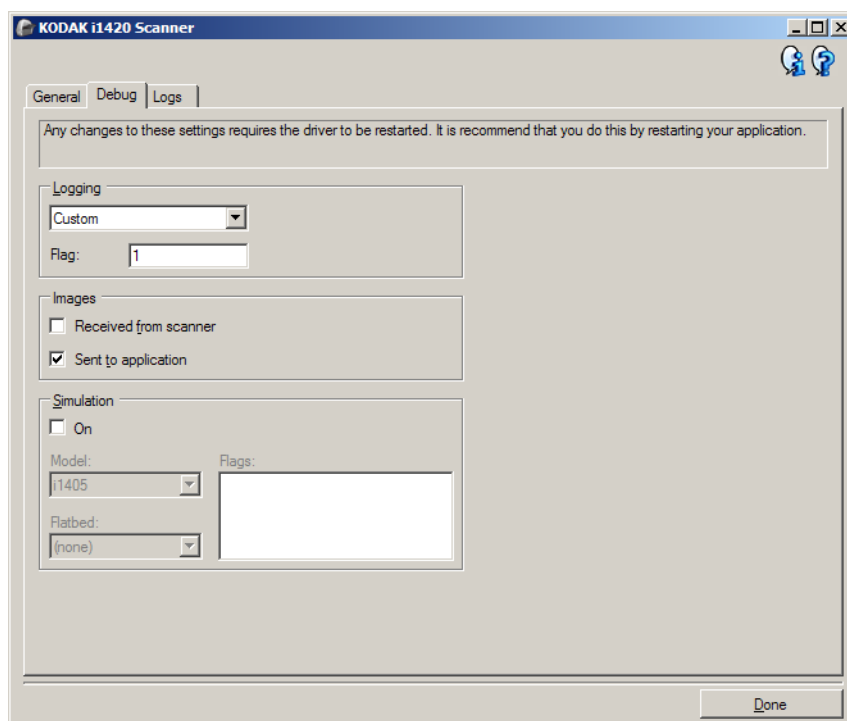 KODAK i1420 Scanner
General Debug Logs
Any changes to these settings requires the driver to be restarted. It is recommend that you do this by restarting your application.
Logging
Custom
Flag: 1
Images
Received from scanner
Sent to application
Simulation
On
Model: Flags:
i1405
Flatbed:
(none)
Done